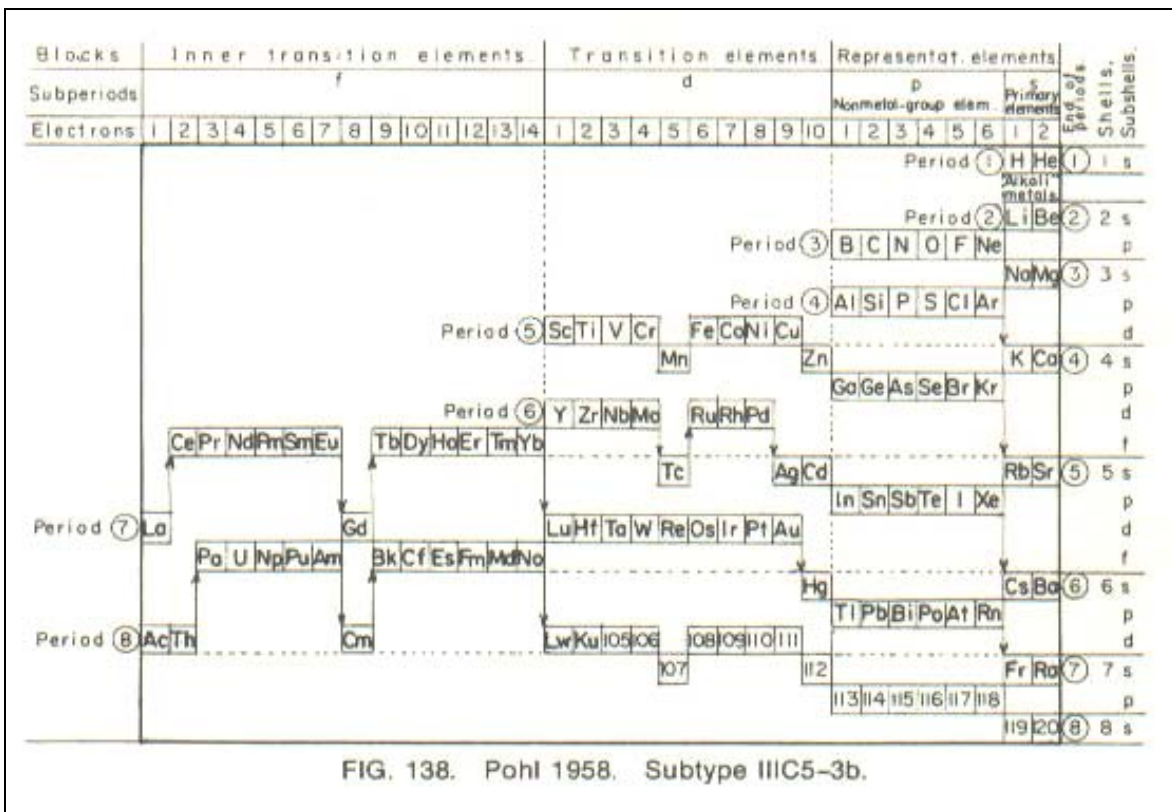 Blocks Inner transition elements Transition elements Representat. elements End of periods. Shells, Subshells.
f d p s
Subperiods Nonmetal-group elem. Primary elements
Electrons 1 2 3 4 5 6 7 8 9 10 11 12 13 14 1 2 3 4 5 6 7 8 9 10 1 2 3 4 5 6 1 2
Period 1 H He 1 1 s
"Alkali" metals.
Period 2 Li Be 2 2 s
Period 3 B C N O F Ne p
Na Mg 3 3 s
Period 4 Al Si P S Cl Ar p
Period 5 Sc Ti V Cr Fe Co Ni Cu d
Mn Zn K Ca 4 4 s
Ga Ge As Se Br Kr p
Period 6 Y Zr Nb Mo Ru Rh Pd d
Ce Pr Nd Pm Sm Eu Tb Dy Ho Er Tm Yb f
Tc Ag Cd Rb Sr 5 5 s
In Sn Sb Te I Xe p
Period 7 La Gd Lu Hf Ta W Re Os Ir Pt Au d
Pa U Np Pu Am Bk Cf Es Fm Md No f
Hg Cs Ba 6 6 s
Tl Pb Bi Po At Rn p
Period 8 Ac Th Cm Lw Ku 105 106 108 109 110 111 d
107 112 Fr Ra 7 7 s
113 114 115 116 117 118 p
119 120 8 8 s
FIG. 138. Pohl 1958. Subtype IIIC5-3b.